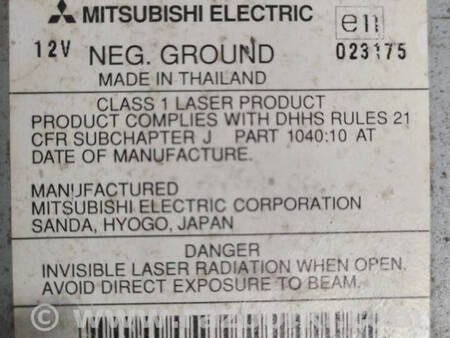 MITSUBISHI ELECTRIC en
12V NEG. GROUND 023175
MADE IN THAILAND
CLASS 1 LASER PRODUCT
PRODUCT COMPLIES WITH DHHS RULES 21
CFR SUBCHAPTER J PART 1040:10 AT
DATE OF MANUFACTURE.
MANUFACTURED
MITSUBISHI ELECTRIC CORPORATION
SANDA, HYOGO, JAPAN
DANGER
INVISIBLE LASER RADIATION WHEN OPEN.
AVOID DIRECT EXPOSURE TO BEAM.